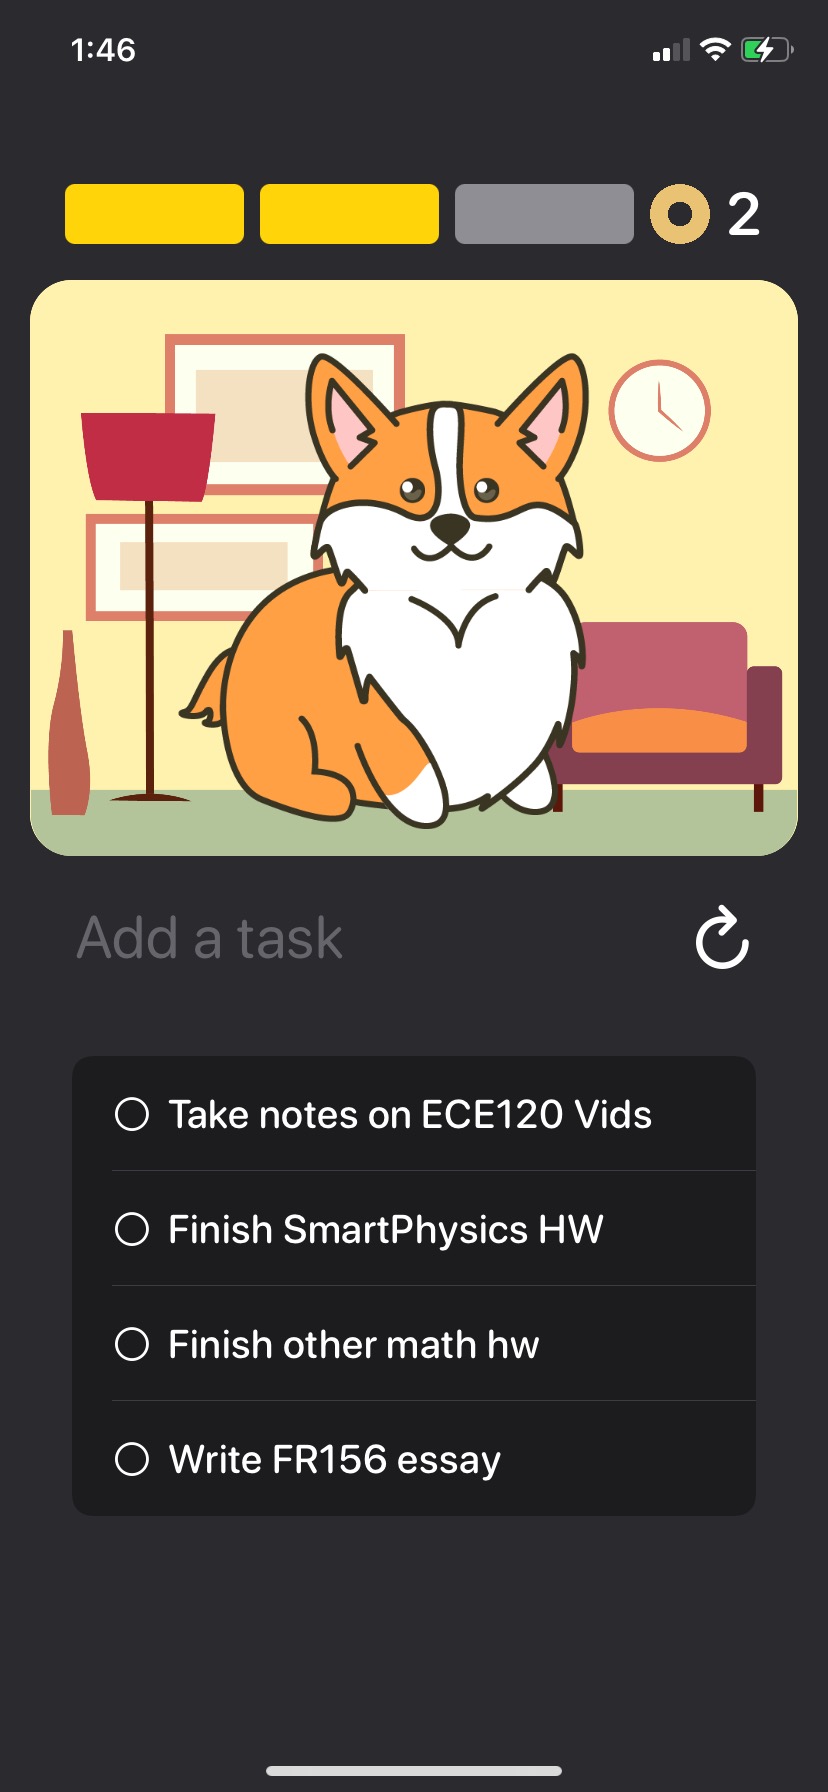 1:46
2
Add a task
Take notes on ECE120 Vids
Finish SmartPhysics HW
Finish other math hw
Write FR156 essay